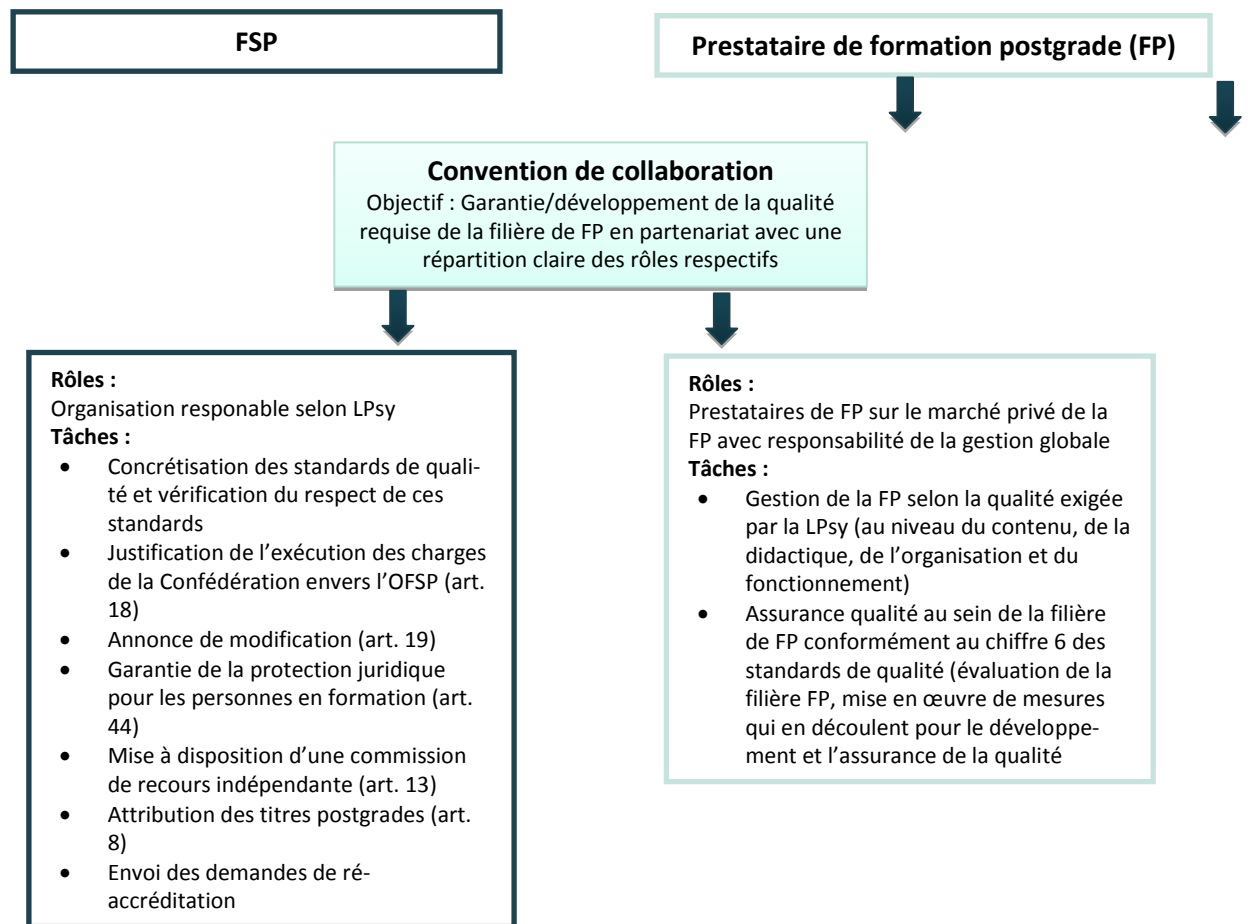 FSP
Prestataire de formation postgrade (FP)
Convention de collaboration
Objectif : Garantie/développement de la qualité
requise de la filière de FP en partenariat avec une
répartition claire des rôles respectifs
Rôles :
Organisation responable selon LPsy
Tâches :
• Concrétisation des standards de quali-
té et vérification du respect de ces
standards
• Justification de l’exécution des charges
de la Confédération envers l’OFSP (art.
18)
• Annonce de modification (art. 19)
• Garantie de la protection juridique
pour les personnes en formation (art.
44)
• Mise à disposition d’une commission
de recours indépendante (art. 13)
• Attribution des titres postgrades (art.
8)
• Envoi des demandes de ré-
accréditation
Rôles :
Prestataires de FP sur le marché privé de la
FP avec responsabilité de la gestion globale
Tâches :
• Gestion de la FP selon la qualité exigée
par la LPsy (au niveau du contenu, de la
didactique, de l’organisation et du
fonctionnement)
• Assurance qualité au sein de la filière
de FP conformément au chiffre 6 des
standards de qualité (évaluation de la
filière FP, mise en œuvre de mesures
qui en découlent pour le développe-
ment et l’assurance de la qualité